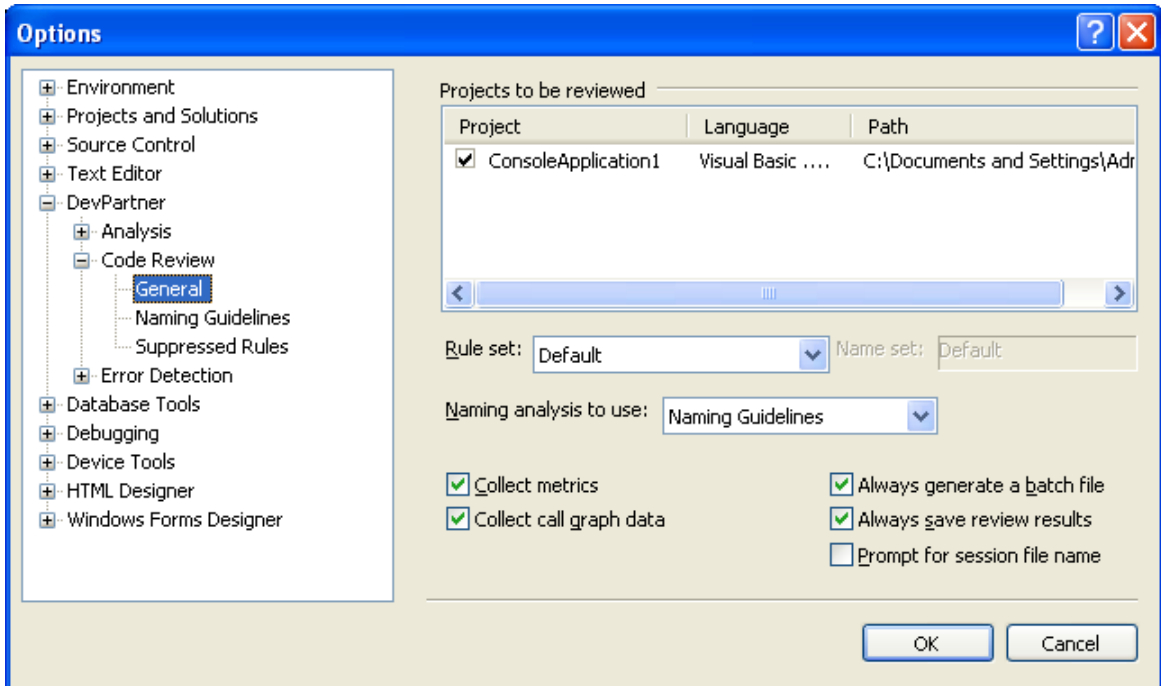 Options
Environment
Projects and Solutions
Source Control
Text Editor
DevPartner
Analysis
Code Review
General
Naming Guidelines
Suppressed Rules
Error Detection
Database Tools
Debugging
Device Tools
HTML Designer
Windows Forms Designer
Projects to be reviewed
Project Language Path
ConsoleApplication1 Visual Basic .... C:\Documents and Settings\Adr
Rule set: Default Name set: Default
Naming analysis to use: Naming Guidelines
Collect metrics Always generate a batch file
Collect call graph data Always save review results
Prompt for session file name
OK Cancel